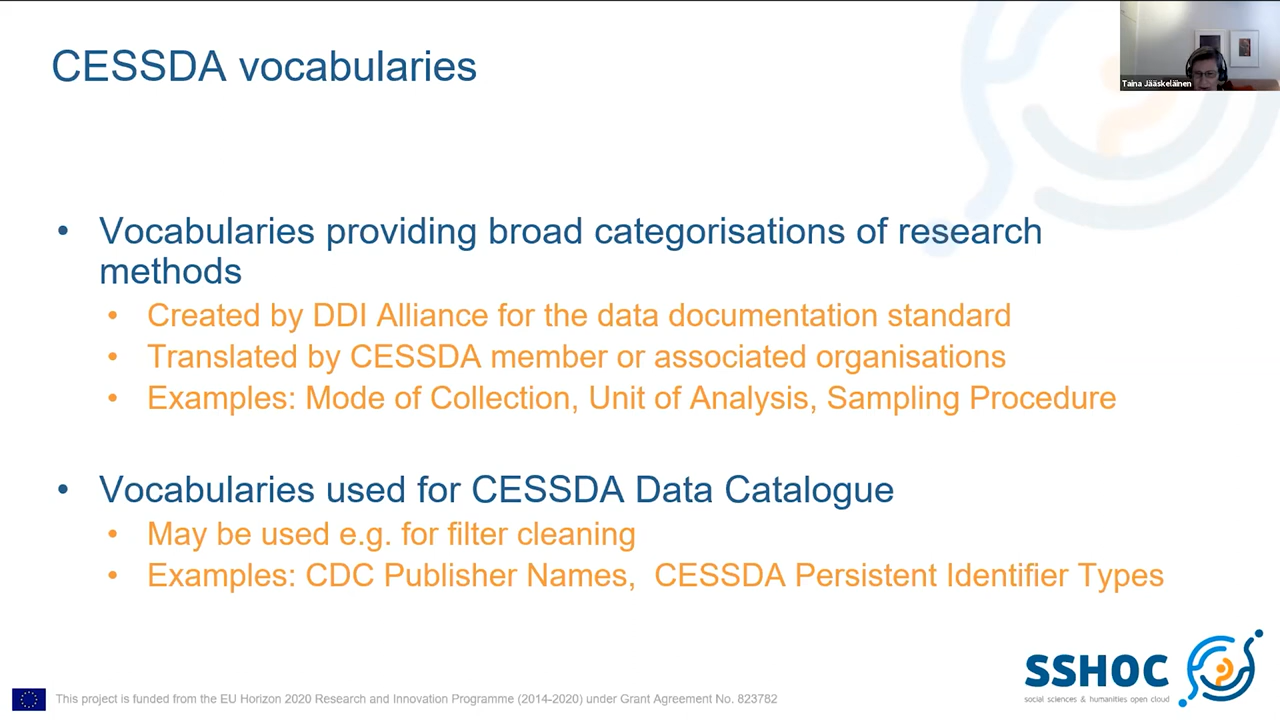 CESSDA vocabularies
Taina Jääskeläinen
• Vocabularies providing broad categorisations of research
methods
• Created by DDI Alliance for the data documentation standard
• Translated by CESSDA member or associated organisations
• Examples: Mode of Collection, Unit of Analysis, Sampling Procedure
• Vocabularies used for CESSDA Data Catalogue
• May be used e.g. for filter cleaning
• Examples: CDC Publisher Names,  CESSDA Persistent Identifier Types
SSHOC
social sciences & humanities open cloud
This project is funded from the EU Horizon 2020 Research and Innovation Programme (2014-2020) under Grant Agreement No. 823782